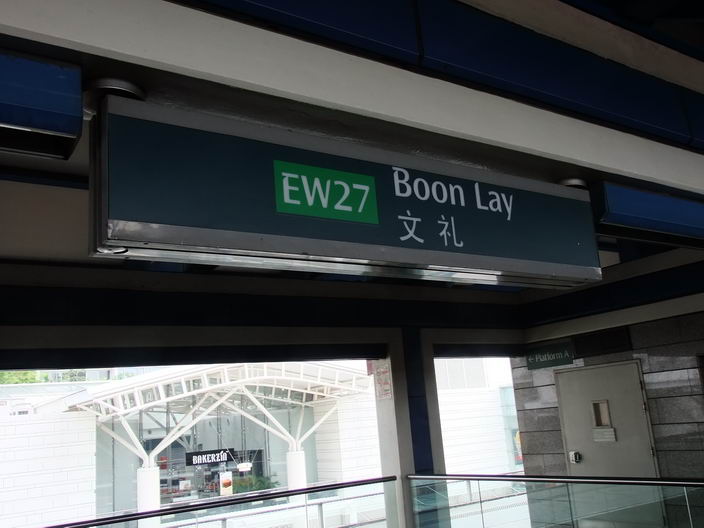 EW27
Boon Lay
文礼
← Platform A
BAKERZIN